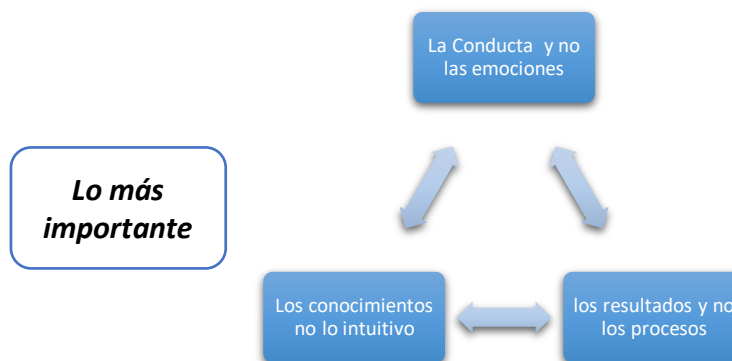 La Conducta y no
las emociones
Lo más
importante
Los conocimientos
no lo intuitivo
los resultados y no
los procesos